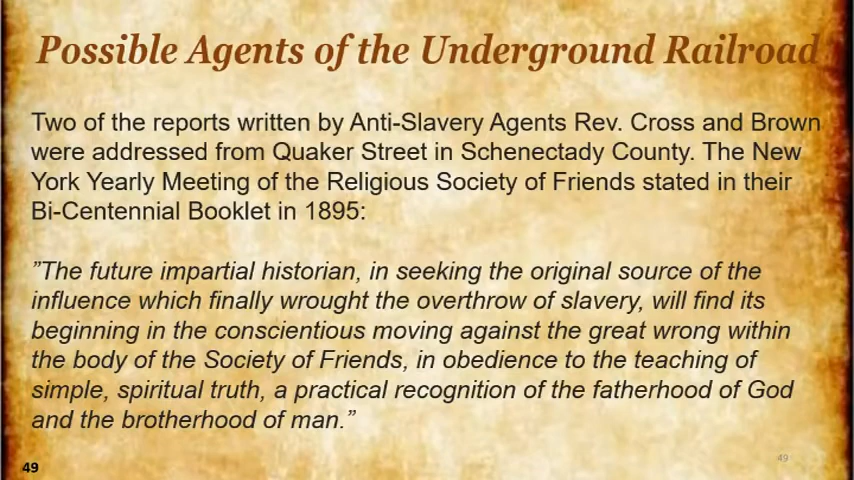 Possible Agents of the Underground Railroad
Two of the reports written by Anti-Slavery Agents Rev. Cross and Brown
were addressed from Quaker Street in Schenectady County. The New
York Yearly Meeting of the Religious Society of Friends stated in their
Bi-Centennial Booklet in 1895:
”The future impartial historian, in seeking the original source of the
influence which finally wrought the overthrow of slavery, will find its
beginning in the conscientious moving against the great wrong within
the body of the Society of Friends, in obedience to the teaching of
simple, spiritual truth, a practical recognition of the fatherhood of God
and the brotherhood of man.”
49
49